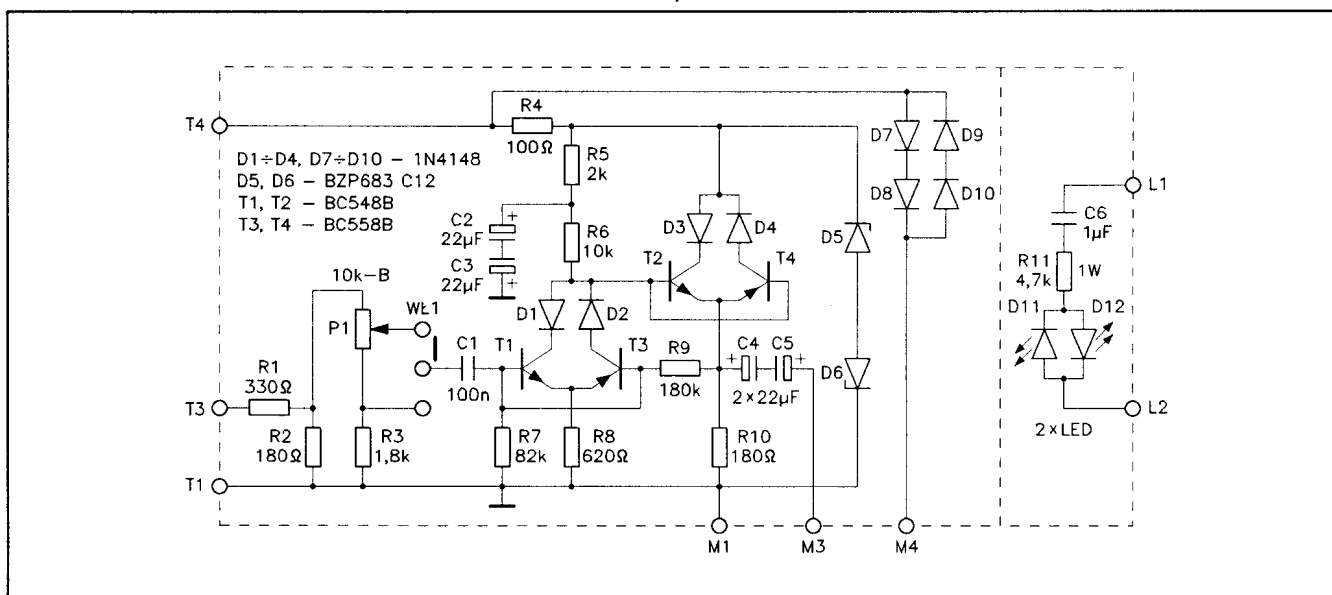 T4
R4
100Ω
D1÷D4, D7÷D10 – 1N4148
D5, D6 – BZP683 C12
T1, T2 – BC548B
T3, T4 – BC558B
R5
2k
C2
22μF
+
C3
22μF
+
R6
10k
D3
D4
T2
T4
D5
D7
D9
D8
D10
L1
C6
1μF
R11
4,7k
1W
D11
D12
2×LED
L2
10k–B
P1
WŁ1
R1
330Ω
T3
R2
180Ω
R3
1,8k
C1
100n
T1
D1
D2
T3
R9
180k
+
C4
C5
+
2×22μF
D6
R7
82k
R8
620Ω
R10
180Ω
T1
M1
M3
M4